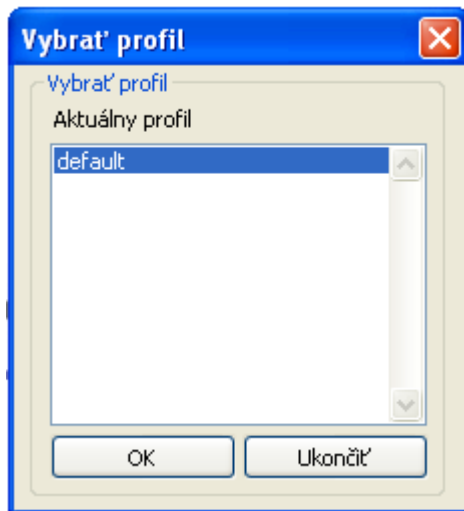 Vybrať profil
Vybrať profil
Aktuálny profil
default
OK
Ukončiť